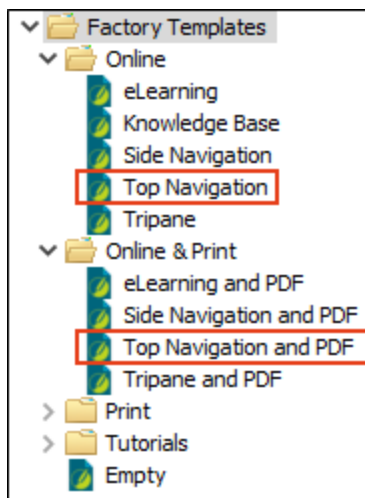 Factory Templates
Online
eLearning
Knowledge Base
Side Navigation
Top Navigation
Tripane
Online & Print
eLearning and PDF
Side Navigation and PDF
Top Navigation and PDF
Tripane and PDF
Print
Tutorials
Empty